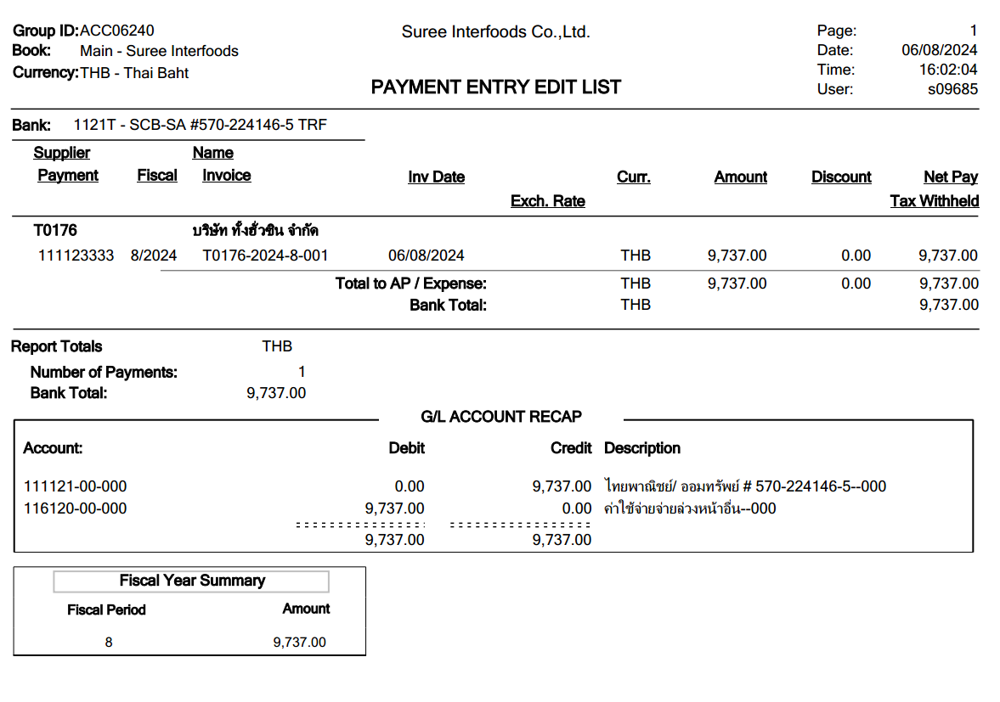 Group ID: ACC06240 Suree Interfoods Co.,Ltd. Page: 1
Book: Main - Suree Interfoods Date: 06/08/2024
Currency: THB - Thai Baht Time: 16:02:04
PAYMENT ENTRY EDIT LIST User: s09685
Bank: 1121T - SCB-SA #570-224146-5 TRF
Supplier Name
Payment Fiscal Invoice Inv Date Curr. Amount Discount Net Pay
Exch. Rate Tax Withheld
T0176 บริษัท ทั้งฮั่วซิน จำกัด
111123333 8/2024 T0176-2024-8-001 06/08/2024 THB 9,737.00 0.00 9,737.00
Total to AP / Expense: THB 9,737.00 0.00 9,737.00
Bank Total: THB 9,737.00
Report Totals THB
Number of Payments: 1
Bank Total: 9,737.00
G/L ACCOUNT RECAP
Account: Debit Credit Description
111121-00-000 0.00 9,737.00 ไทยพาณิชย์/ ออมทรัพย์ # 570-224146-5--000
116120-00-000 9,737.00 0.00 ค่าใช้จ่ายจ่ายล่วงหน้าอื่น--000
9,737.00 9,737.00
Fiscal Year Summary
Fiscal Period Amount
8 9,737.00